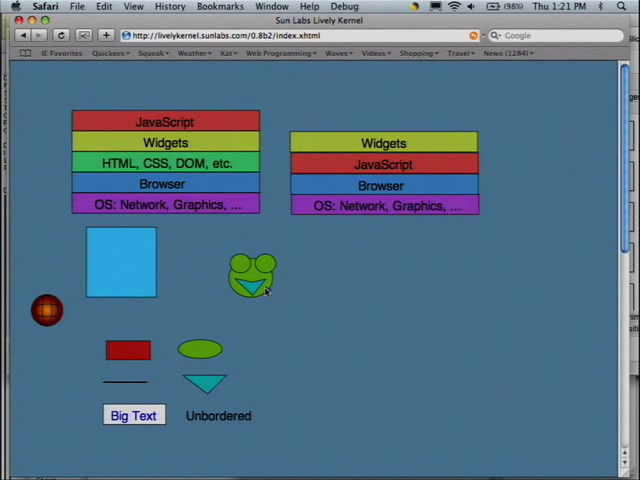 Safari File Edit View History Bookmarks Window Help Debug (98%) Thu 1:21 PM
Sun Labs Lively Kernel
http://livelykernel.sunlabs.com/0.8b2/index.xhtml
Google
IE Favorites Quickees Squeak Weather Kat Web Programming Waves Videos Shopping Travel News (1284)
JavaScript
Widgets
HTML, CSS, DOM, etc.
Browser
OS: Network, Graphics, ...
Widgets
JavaScript
Browser
OS: Network, Graphics, ...
Big Text
Unbordered